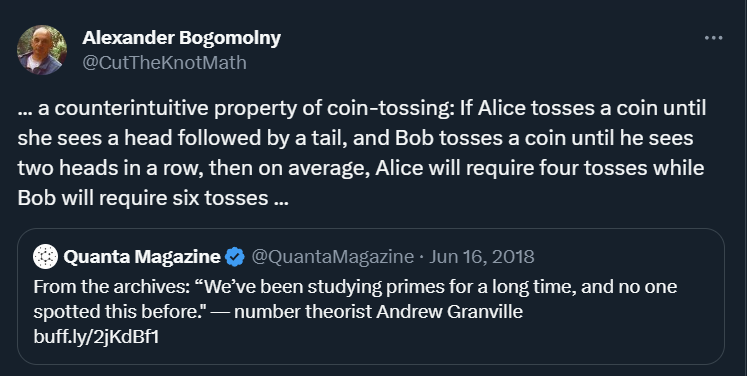 Alexander Bogomolny
@CutTheKnotMath
... a counterintuitive property of coin-tossing: If Alice tosses a coin until
she sees a head followed by a tail, and Bob tosses a coin until he sees
two heads in a row, then on average, Alice will require four tosses while
Bob will require six tosses ...
Quanta Magazine @QuantaMagazine · Jun 16, 2018
From the archives: “We’ve been studying primes for a long time, and no one
spotted this before." — number theorist Andrew Granville
buff.ly/2jKdBf1